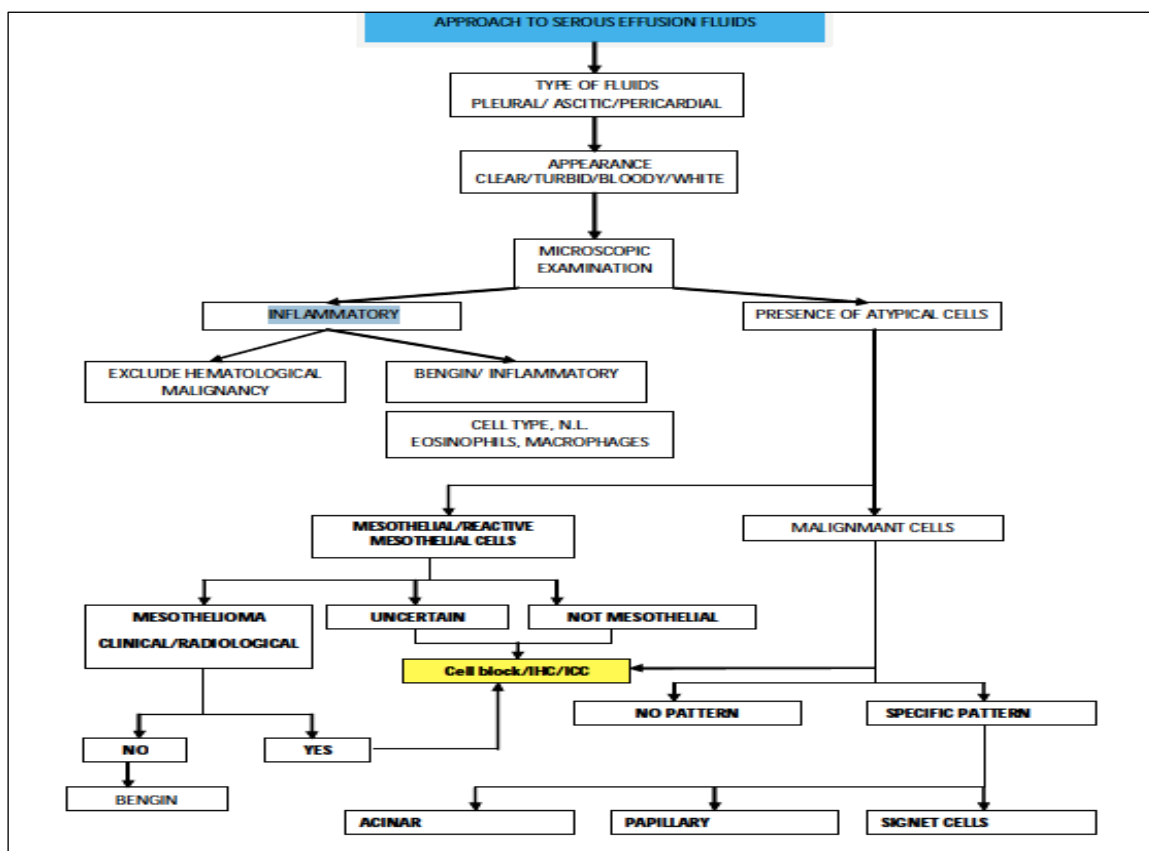 APPROACH TO SEROUS EFFUSION FLUIDS
TYPE OF FLUIDS
PLEURAL/ ASCITIC/PERICARDIAL
APPEARANCE
CLEAR/TURBID/BLOODY/WHITE
MICROSCOPIC
EXAMINATION
INFLAMMATORY
PRESENCE OF ATYPICAL CELLS
EXCLUDE HEMATOLOGICAL
MALIGNANCY
BENGIN/ INFLAMMATORY
CELL TYPE, N.L.
EOSINOPHILS, MACROPHAGES
MESOTHELIAL/REACTIVE
MESOTHELIAL CELLS
MALIGNMANT CELLS
MESOTHELIOMA
CLINICAL/RADIOLOGICAL
UNCERTAIN
NOT MESOTHELIAL
Cell block/IHC/ICC
NO PATTERN
SPECIFIC PATTERN
NO
YES
BENGIN
ACINAR
PAPILLARY
SIGNET CELLS